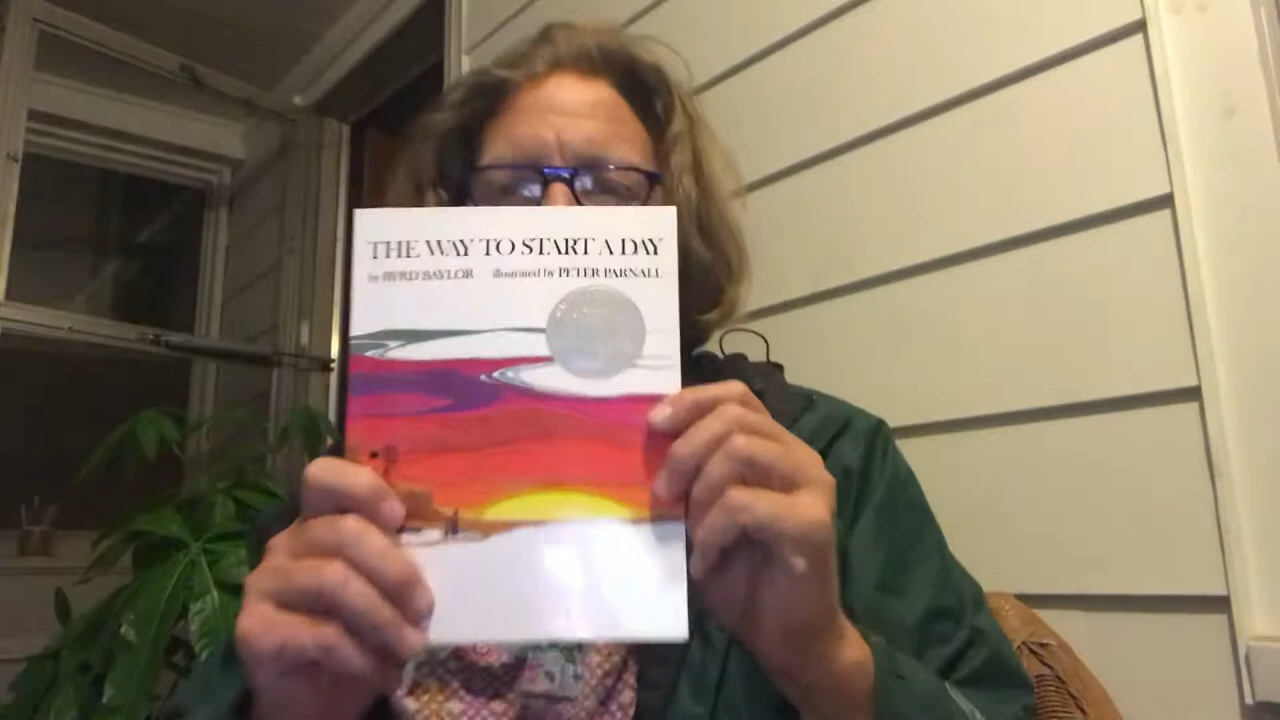 THE WAY TO START A DAY
by BYRD BAYLOR illustrated by PETER PARNALL